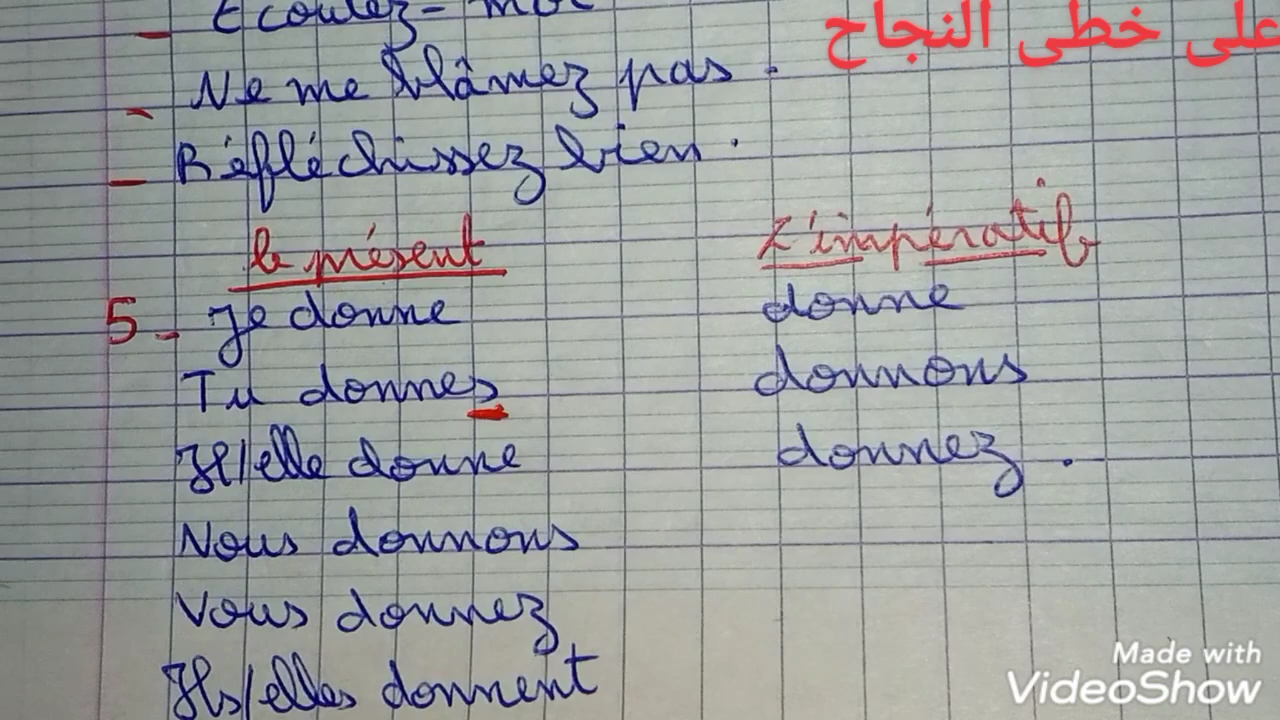 Ecoutez-moi
على خطى النجاح
- Ne me blâmez pas.
- Réfléchissez bien.
le présent L'impératif
5- Je donne donne
Tu donnes donnons
Il/elle donne donnez.
Nous donnons
Vous donnez
Ils/elles donnent
Made with
VideoShow